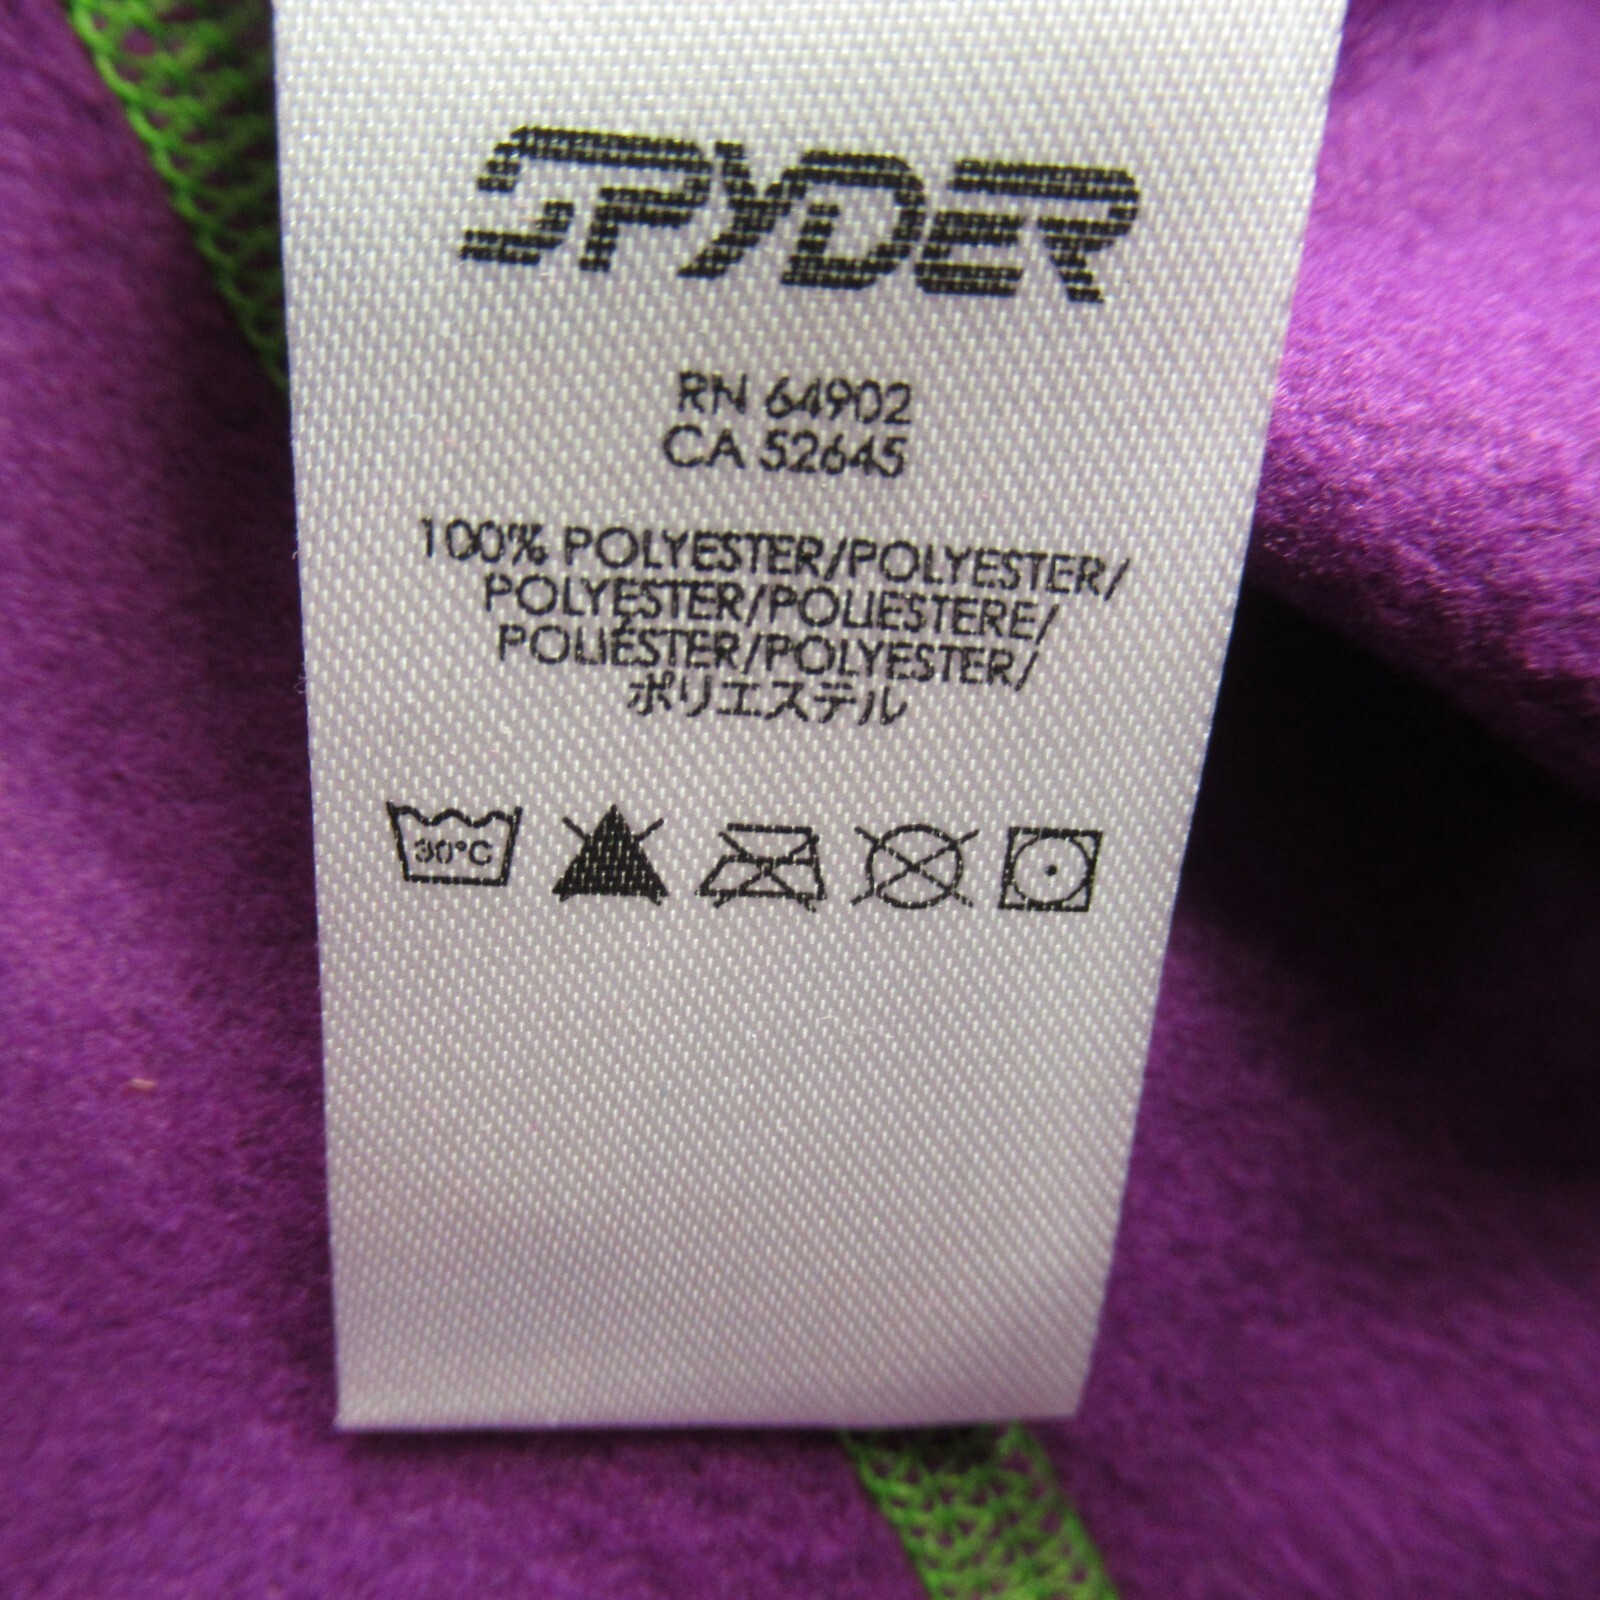 SPYDER
RN 64902
CA 52645
100% POLYESTER/POLYESTER/
POLYESTER/POLIESTERE/
POLIÉSTER/POLYESTER/
ポリエステル
30°C